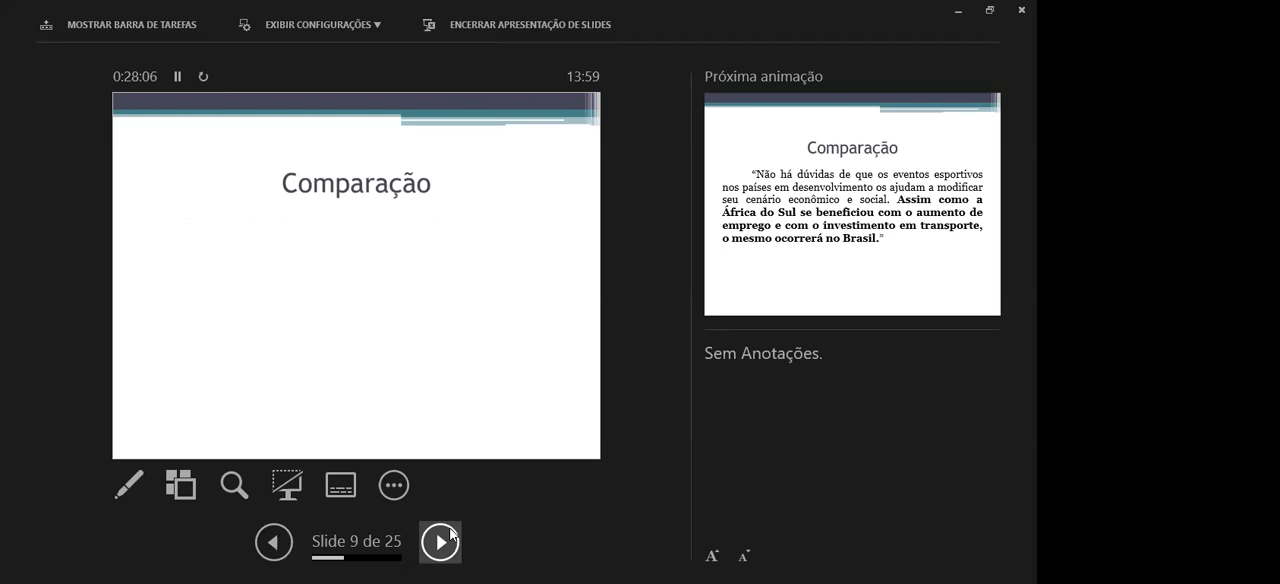 MOSTRAR BARRA DE TAREFAS
EXIBIR CONFIGURAÇÕES ▼
ENCERRAR APRESENTAÇÃO DE SLIDES
0:28:06
13:59
Comparação
Próxima animação
Comparação
“Não há dúvidas de que os eventos esportivos
nos países em desenvolvimento os ajudam a modificar
seu cenário econômico e social. Assim como a
África do Sul se beneficiou com o aumento de
emprego e com o investimento em transporte,
o mesmo ocorrerá no Brasil.”
Sem Anotações.
Slide 9 de 25
A A